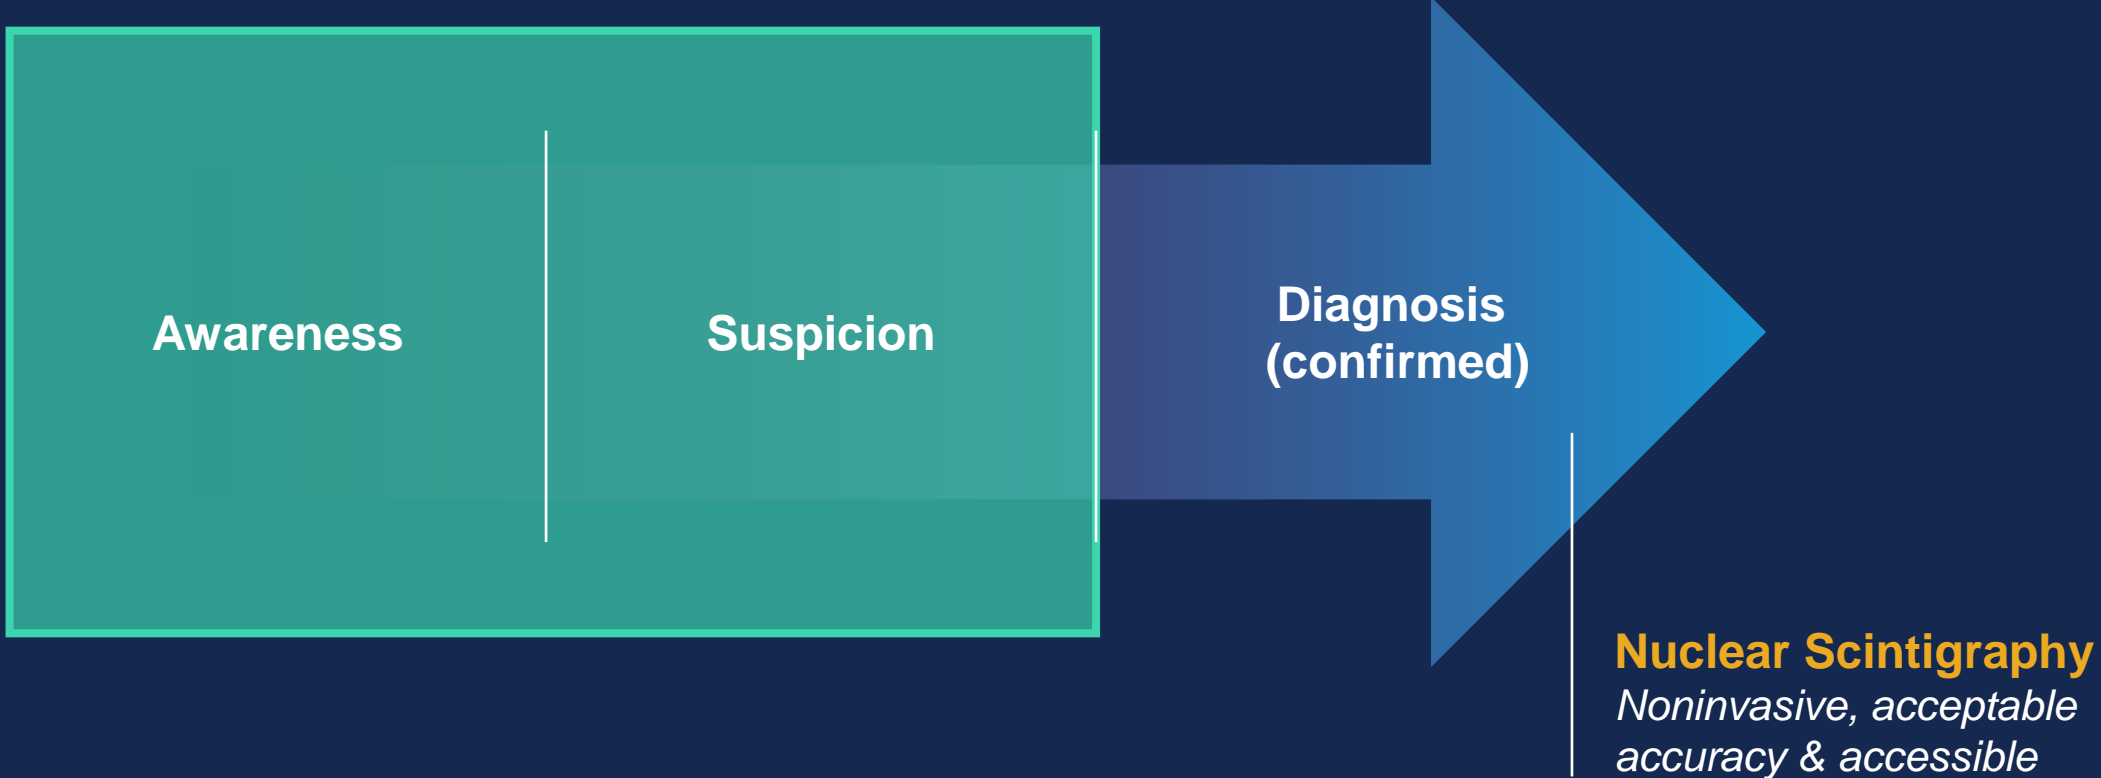 Awareness
Suspicion
Diagnosis
(confirmed)
Nuclear Scintigraphy
Noninvasive, acceptable
accuracy & accessible